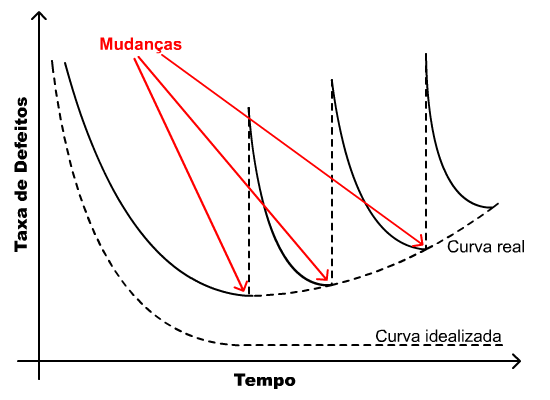 Mudanças
Taxa de Defeitos
Curva real
Curva idealizada
Tempo